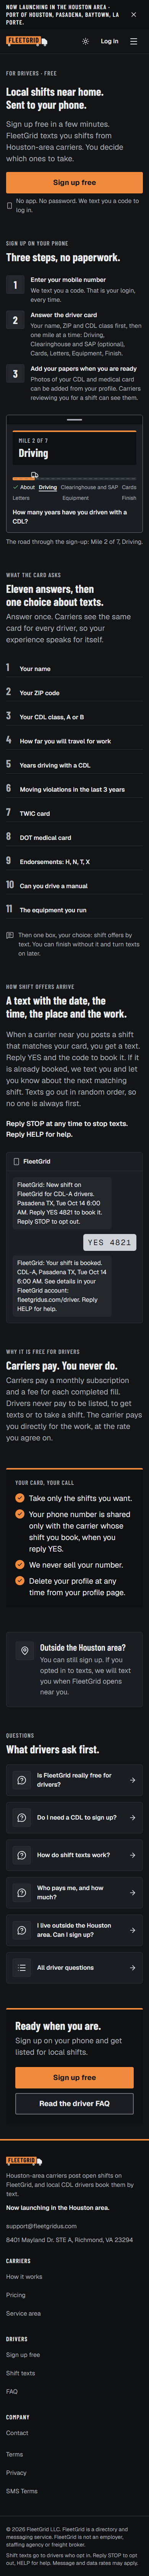 NOW LAUNCHING IN THE HOUSTON AREA ·
PORT OF HOUSTON, PASADENA, BAYTOWN, LA
PORTE.
FLEETGRID
Log in
FOR DRIVERS · FREE
Local shifts near home.
Sent to your phone.
Sign up free in a few minutes.
FleetGrid texts you shifts from
Houston-area carriers. You decide
which ones to take.
Sign up free
No app. No password. We text you a code to
log in.
SIGN UP ON YOUR PHONE
Three steps, no paperwork.
1
Enter your mobile number
We text you a code. That is your login,
every time.
2
Answer the driver card
Your name, ZIP and CDL class first, then
one mile at a time: Driving,
Clearinghouse and SAP (optional),
Cards, Letters, Equipment, Finish.
3
Add your papers when you are ready
Photos of your CDL and medical card
can be added from your profile. Carriers
reviewing you for a shift can see them.
MILE 2 OF 7
Driving
About Driving Clearinghouse and SAP Cards
Letters Equipment Finish
How many years have you driven with a
CDL?
The road through the sign-up: Mile 2 of 7, Driving.
WHAT THE CARD ASKS
Eleven answers, then
one choice about texts.
Answer once. Carriers see the same
card for every driver, so your
experience speaks for itself.
1 Your name
2 Your ZIP code
3 Your CDL class, A or B
4 How far you will travel for work
5 Years driving with a CDL
6 Moving violations in the last 3 years
7 TWIC card
8 DOT medical card
9 Endorsements: H, N, T, X
10 Can you drive a manual
11 The equipment you run
Then one box, your choice: shift offers by
text. You can finish without it and turn texts
on later.
HOW SHIFT OFFERS ARRIVE
A text with the date, the
time, the place and the work.
When a carrier near you posts a shift
that matches your card, you get a text.
Reply YES and the code to book it. If it
is already booked, we text you and let
you know about the next matching
shift. Texts go out in random order, so
no one is always first.
Reply STOP at any time to stop texts.
Reply HELP for help.
FleetGrid
FleetGrid: New shift on
FleetGrid for CDL-A drivers.
Pasadena TX, Tue Oct 14 6:00
AM. Reply YES 4821 to book it.
Reply STOP to opt out.
YES 4821
FleetGrid: Your shift is booked.
CDL-A, Pasadena TX, Tue Oct 14
6:00 AM. See details in your
FleetGrid account:
fleetgridus.com/driver. Reply
HELP for help.
WHY IT IS FREE FOR DRIVERS
Carriers pay. You never do.
Carriers pay a monthly subscription
and a fee for each completed fill.
Drivers never pay to be listed, to get
texts or to take a shift. The carrier pays
you directly for the work, at the rate
you agree on.
YOUR CARD, YOUR CALL
Take only the shifts you want.
Your phone number is shared
only with the carrier whose
shift you book, when you
reply YES.
We never sell your number.
Delete your profile at any
time from your profile page.
Outside the Houston area?
You can still sign up. If you
opted in to texts, we will text
you when FleetGrid opens
near you.
QUESTIONS
What drivers ask first.
Is FleetGrid really free for
drivers?
Do I need a CDL to sign up?
How do shift texts work?
Who pays me, and how
much?
I live outside the Houston
area. Can I sign up?
All driver questions
Ready when you are.
Sign up on your phone and get
listed for local shifts.
Sign up free
Read the driver FAQ
FLEETGRID
Houston-area carriers post open shifts on
FleetGrid, and local CDL drivers book them by
text.
Now launching in the Houston area.
support@fleetgridus.com
8401 Mayland Dr. STE A, Richmond, VA 23294
CARRIERS
How it works
Pricing
Service area
DRIVERS
Sign up free
Shift texts
FAQ
COMPANY
Contact
Terms
Privacy
SMS Terms
© 2026 FleetGrid LLC. FleetGrid is a directory and
messaging service. FleetGrid is not an employer,
staffing agency or freight broker.
Shift texts go to drivers who opt in. Reply STOP to opt
out, HELP for help. Message and data rates may apply.